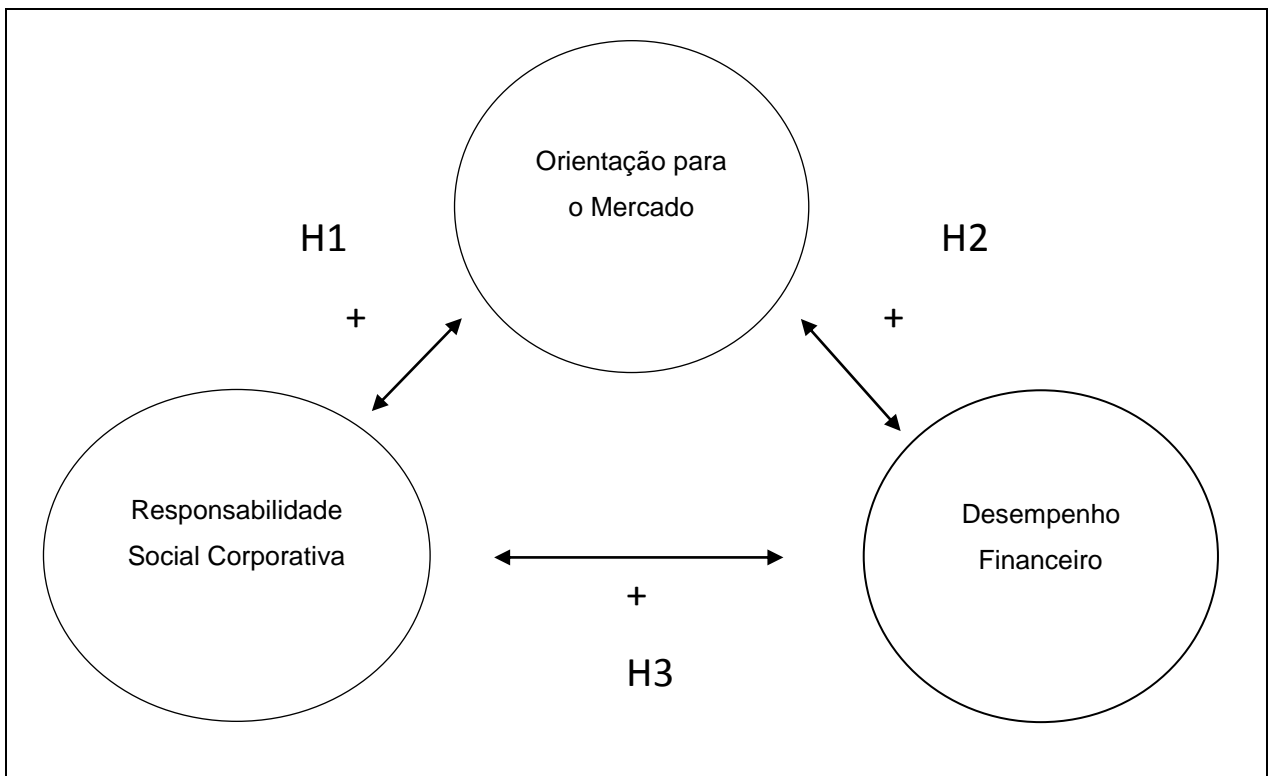 Orientação para
o Mercado
H1
H2
+
+
Responsabilidade
Social Corporativa
Desempenho
Financeiro
+
H3